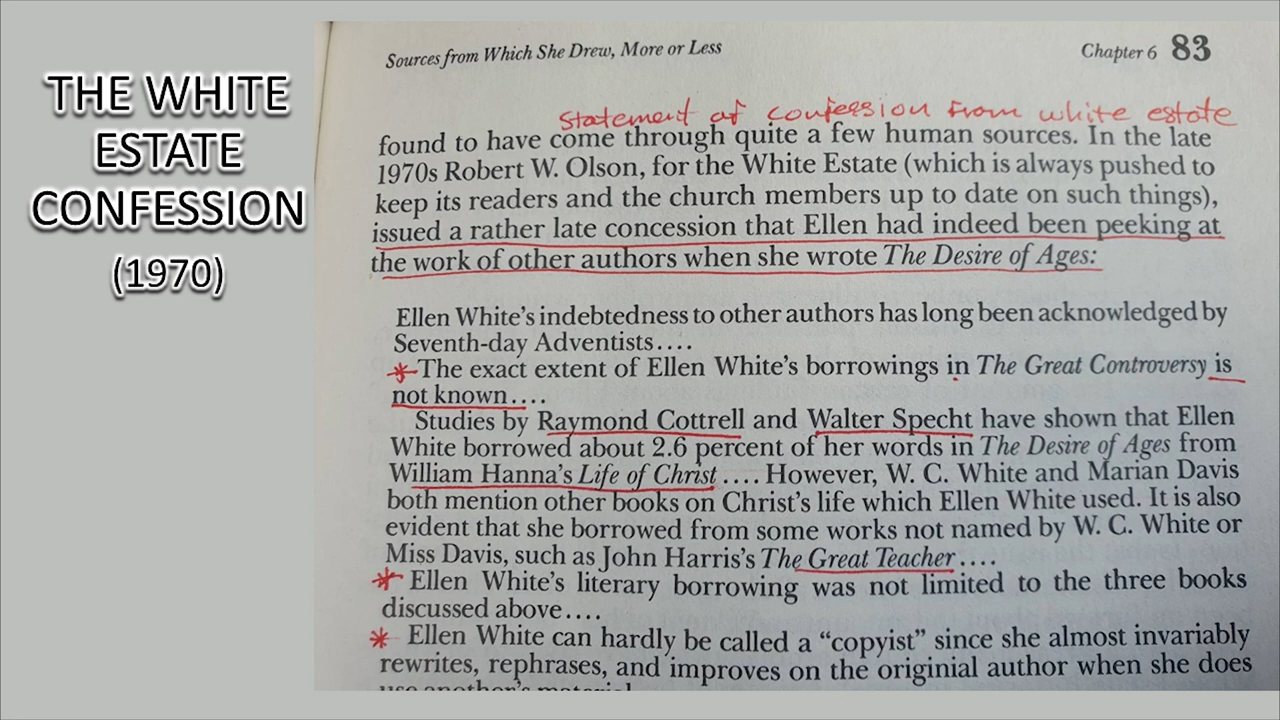 THE WHITE
ESTATE
CONFESSION
(1970)
Sources from Which She Drew, More or Less
Chapter 6 83
statement of confession from white estate
found to have come through quite a few human sources. In the late
1970s Robert W. Olson, for the White Estate (which is always pushed to
keep its readers and the church members up to date on such things),
issued a rather late concession that Ellen had indeed been peeking at
the work of other authors when she wrote The Desire of Ages:
Ellen White's indebtedness to other authors has long been acknowledged by
Seventh-day Adventists....
*The exact extent of Ellen White's borrowings in The Great Controversy is
not known....
Studies by Raymond Cottrell and Walter Specht have shown that Ellen
White borrowed about 2.6 percent of her words in The Desire of Ages from
William Hanna's Life of Christ .... However, W. C. White and Marian Davis
both mention other books on Christ's life which Ellen White used. It is also
evident that she borrowed from some works not named by W. C. White or
Miss Davis, such as John Harris's The Great Teacher....
* Ellen White's literary borrowing was not limited to the three books
discussed above....
* Ellen White can hardly be called a "copyist" since she almost invariably
rewrites, rephrases, and improves on the originial author when she does
use another's material